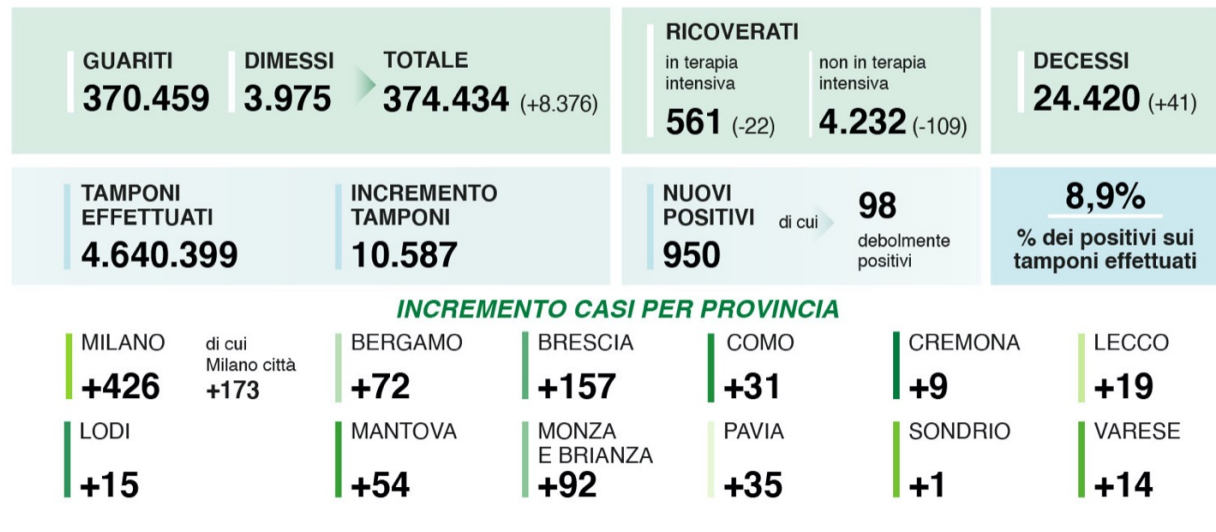 GUARITI
370.459
DIMESSI
3.975
TOTALE
374.434 (+8.376)
RICOVERATI
in terapia
intensiva
561 (-22)
non in terapia
intensiva
4.232 (-109)
DECESSI
24.420 (+41)
TAMPONI
EFFETTUATI
4.640.399
INCREMENTO
TAMPONI
10.587
NUOVI
POSITIVI
950
di cui
98
debolmente
positivi
8,9%
% dei positivi sui
tamponi effettuati
INCREMENTO CASI PER PROVINCIA
MILANO
+426
di cui
Milano città
+173
BERGAMO
+72
BRESCIA
+157
COMO
+31
CREMONA
+9
LECCO
+19
LODI
+15
MANTOVA
+54
MONZA
E BRIANZA
+92
PAVIA
+35
SONDRIO
+1
VARESE
+14